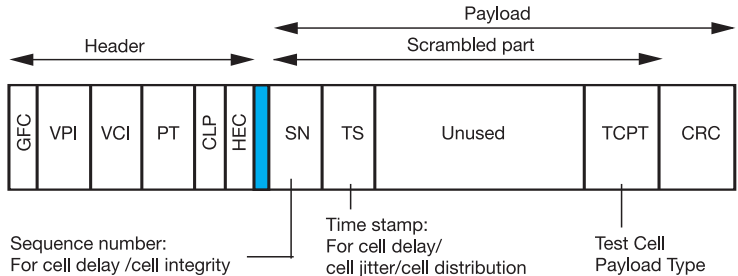 Payload
Header
Scrambled part
GFC
VPI
VCI
PT
CLP
HEC
SN
TS
Unused
TCPT
CRC
Sequence number:
For cell delay /cell integrity
Time stamp:
For cell delay/
cell jitter/cell distribution
Test Cell
Payload Type